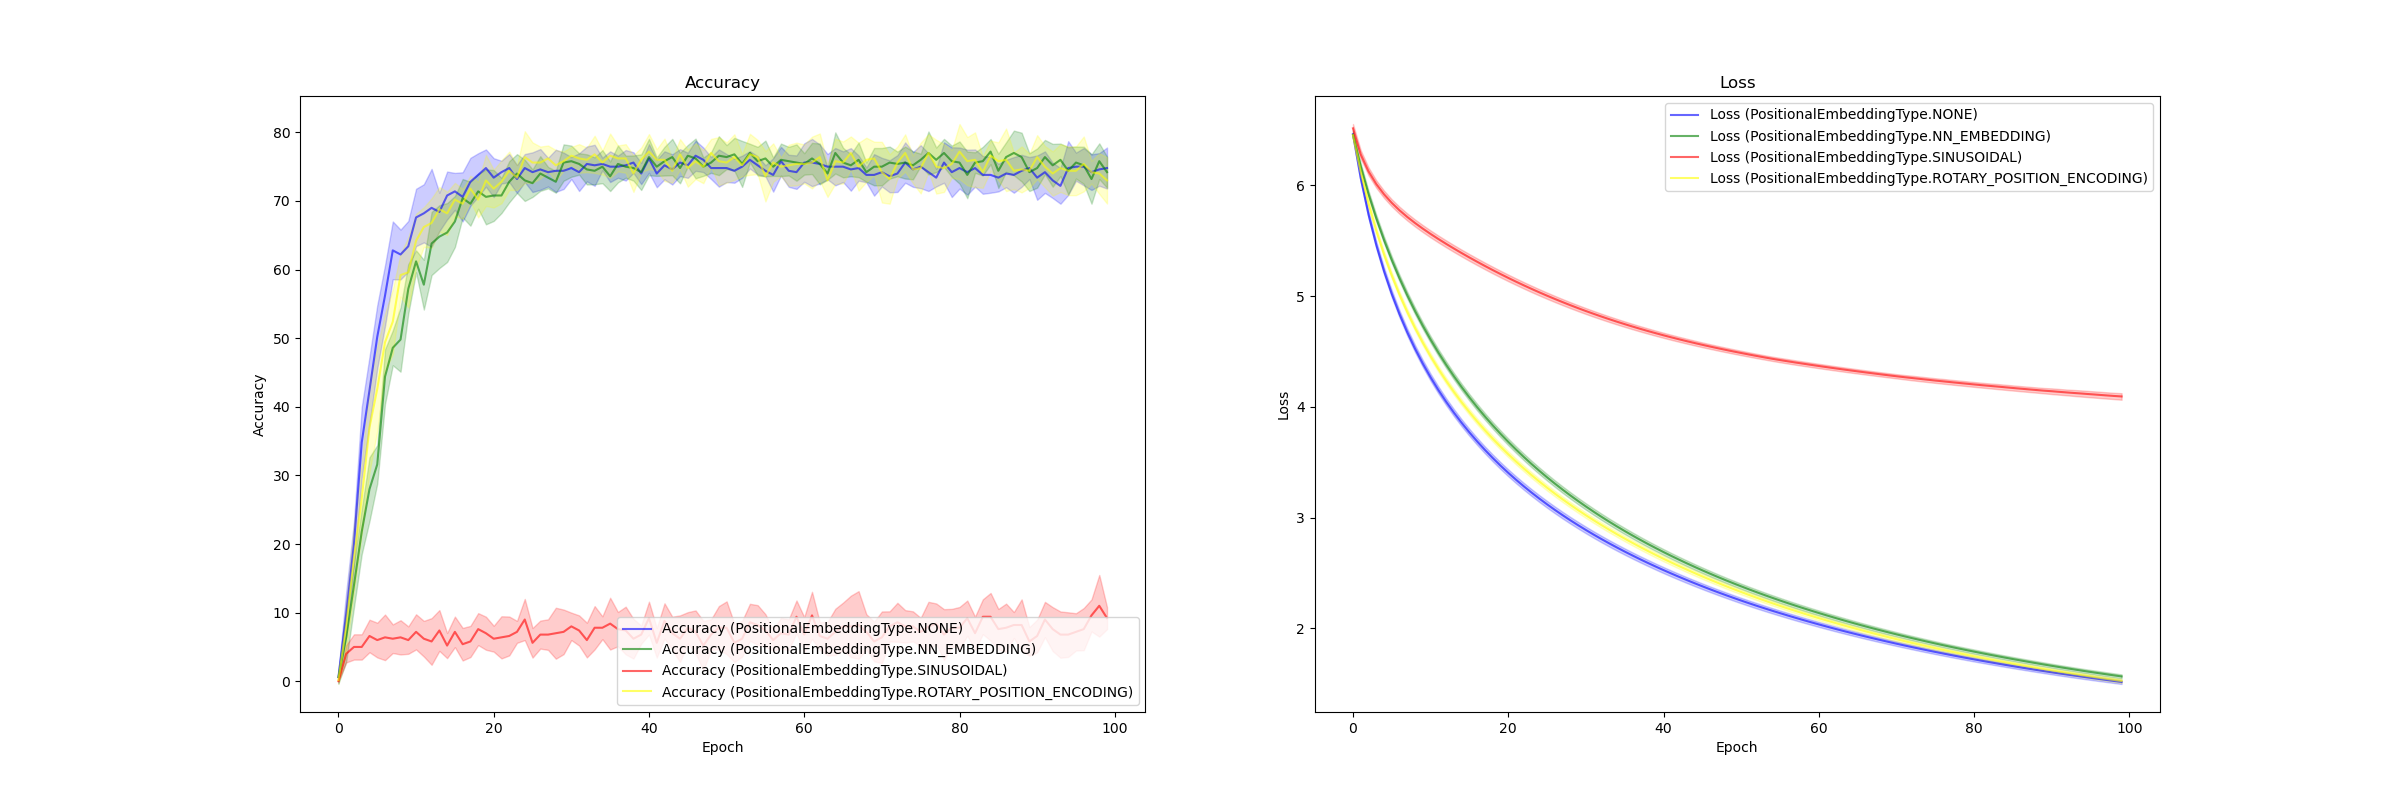 Accuracy
80
70
60
50
40
30
20
10
0
Accuracy
Accuracy (PositionalEmbeddingType.NONE)
Accuracy (PositionalEmbeddingType.NN_EMBEDDING)
Accuracy (PositionalEmbeddingType.SINUSOIDAL)
Accuracy (PositionalEmbeddingType.ROTARY_POSITION_ENCODING)
0 20 40 60 80 100
Epoch
Loss
Loss (PositionalEmbeddingType.NONE)
Loss (PositionalEmbeddingType.NN_EMBEDDING)
Loss (PositionalEmbeddingType.SINUSOIDAL)
Loss (PositionalEmbeddingType.ROTARY_POSITION_ENCODING)
6
5
4
3
2
Loss
0 20 40 60 80 100
Epoch